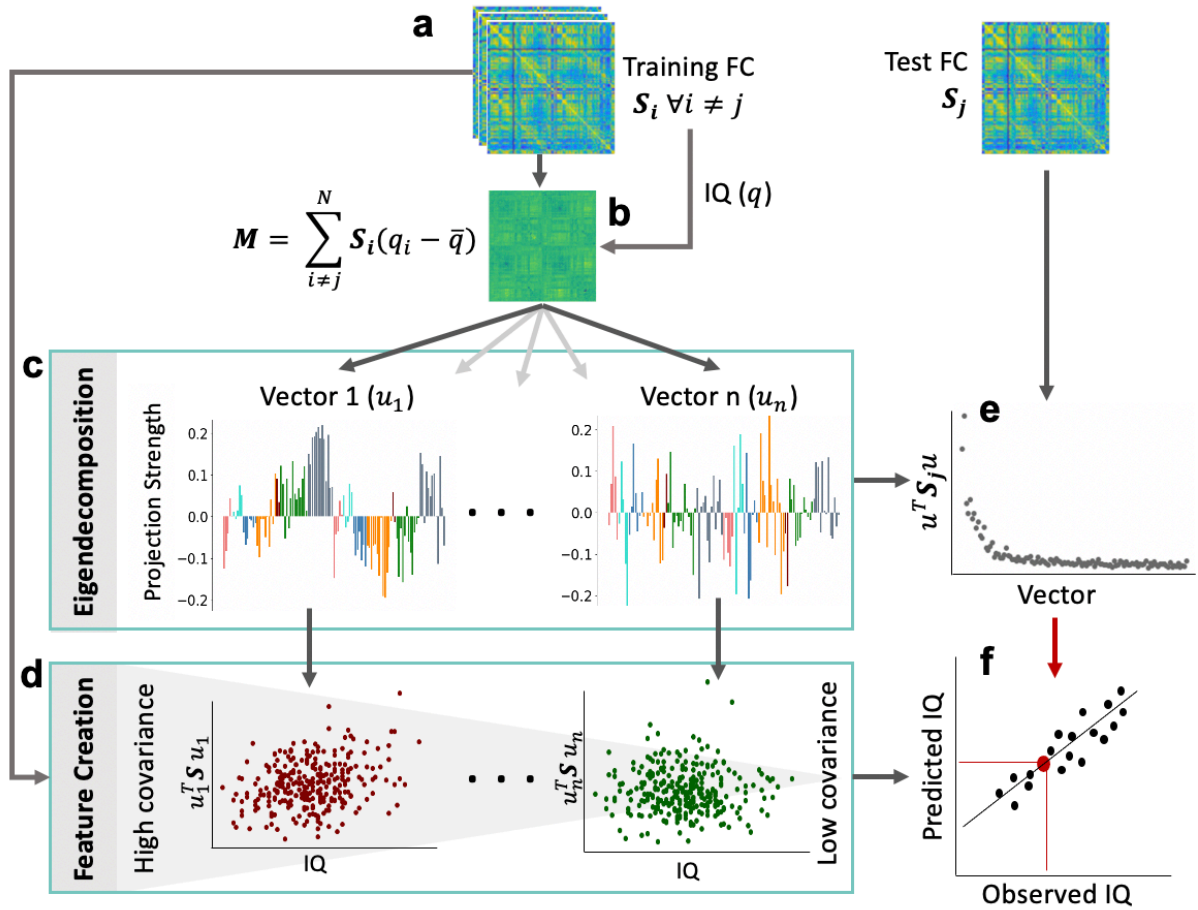 a
Training FC
S_i ∀i ≠ j
Test FC
S_j
b
IQ (q)
M = ∑_{i≠j}^{N} S_i(q_i − q̄)
c
Eigendecomposition
Vector 1 (u_1)
Projection Strength
0.2
0.1
0.0
−0.1
−0.2
. . .
Vector n (u_n)
0.2
0.1
0.0
−0.1
−0.2
e
u^T S_j u
Vector
d
Feature Creation
High covariance
u_1^T S u_1
IQ
. . .
u_n^T S u_n
IQ
Low covariance
f
Predicted IQ
Observed IQ